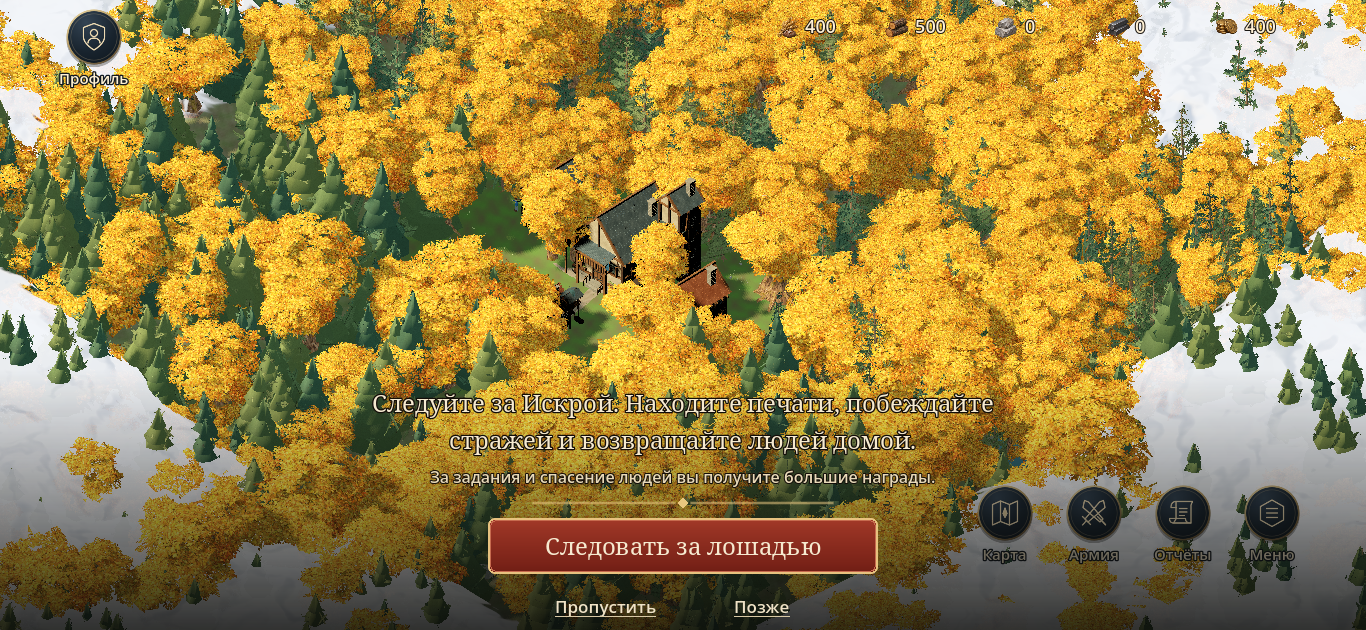 400 500 0 0 400
Профиль
Следуйте за Искрой. Находите печати, побеждайте
стражей и возвращайте людей домой.
За задания и спасение людей вы получите большие награды.
Следовать за лошадью
Карта Армия Отчёты Меню
Пропустить Позже